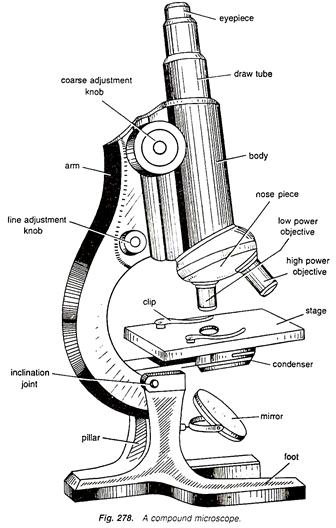 eyepiece
coarse adjustment
knob
draw tube
arm
body
nose piece
line adjustment
knob
low power
objective
high power
objective
clip
stage
condenser
inclination
joint
mirror
pillar
foot
Fig. 278. A compound microscope.